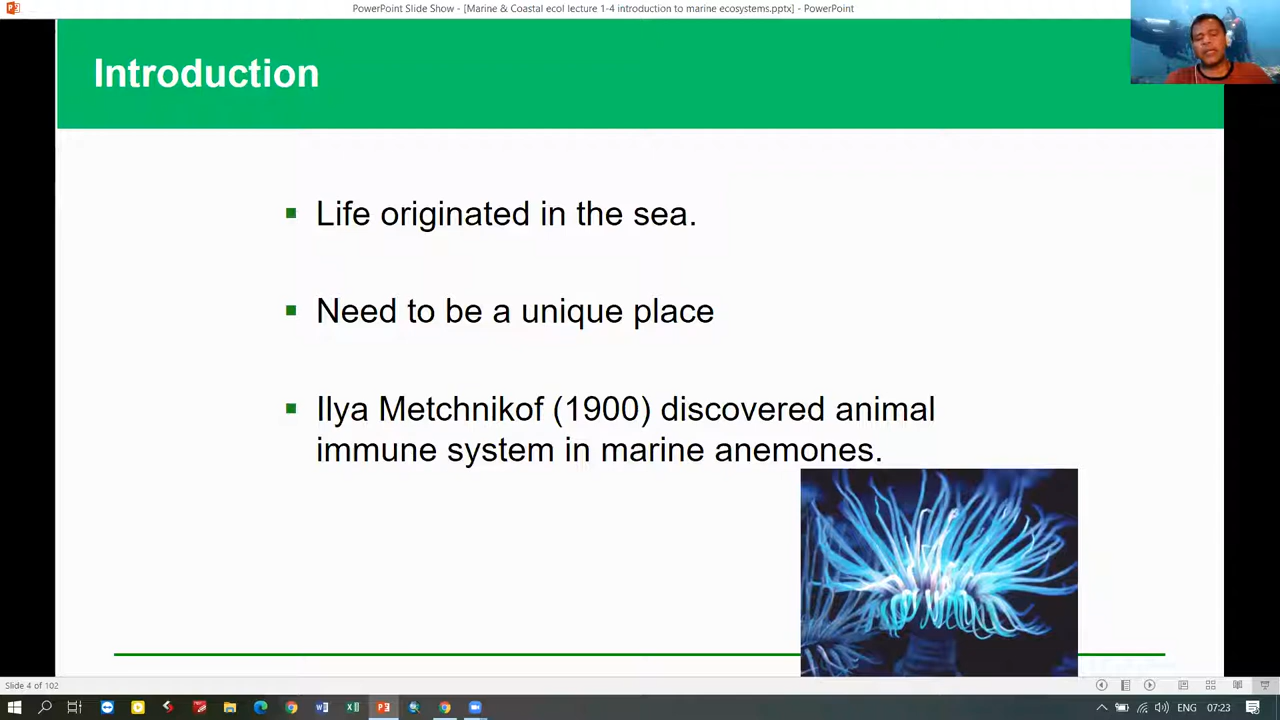 PowerPoint Slide Show - [Marine & Coastal ecol lecture 1-4 introduction to marine ecosystems.pptx] - PowerPoint
Introduction
Life originated in the sea.
Need to be a unique place
Ilya Metchnikof (1900) discovered animal
immune system in marine anemones.
Slide 4 of 102
ENG 07:23